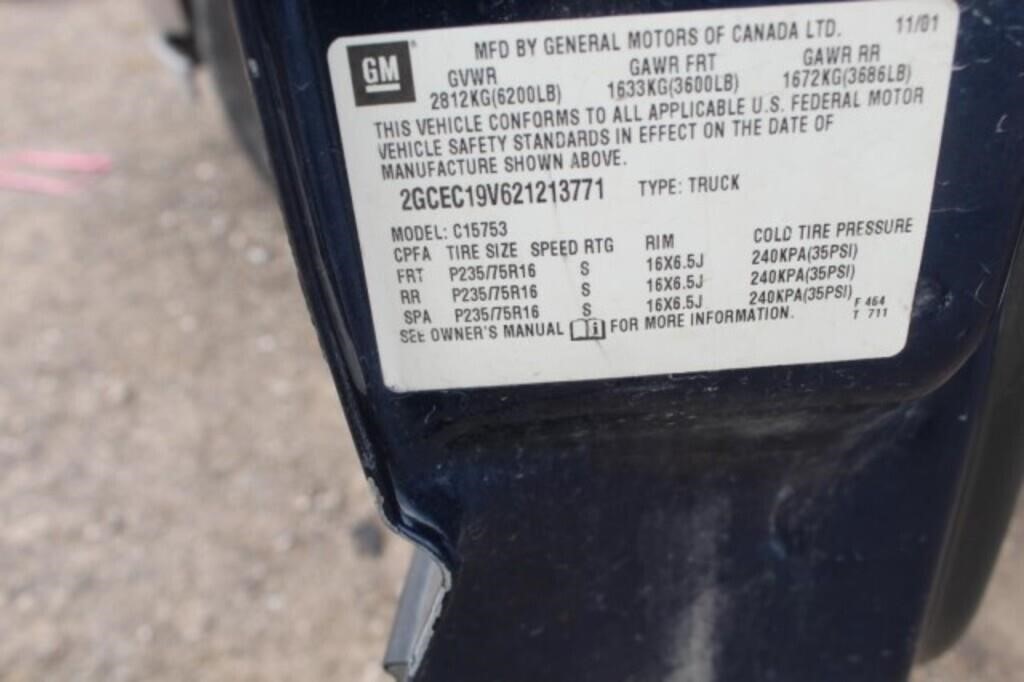 GM MFD BY GENERAL MOTORS OF CANADA LTD. 11/01
GVWR GAWR FRT GAWR RR
2812KG(6200LB) 1633KG(3600LB) 1672KG(3686LB)
THIS VEHICLE CONFORMS TO ALL APPLICABLE U.S. FEDERAL MOTOR
VEHICLE SAFETY STANDARDS IN EFFECT ON THE DATE OF
MANUFACTURE SHOWN ABOVE.
2GCEC19V621213771 TYPE: TRUCK
MODEL: C15753
CPFA TIRE SIZE SPEED RTG RIM COLD TIRE PRESSURE
FRT P235/75R16 S 16X6.5J 240KPA(35PSI)
RR P235/75R16 S 16X6.5J 240KPA(35PSI)
SPA P235/75R16 S 16X6.5J 240KPA(35PSI) F 464
SEE OWNER'S MANUAL i FOR MORE INFORMATION. T 711